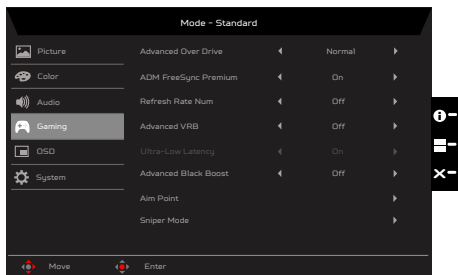 Mode - Standard
Picture
Advanced Over Drive Normal
Color
ADM FreeSync Premium On
Audio
Refresh Rate Num Off
Gaming
Advanced VRB Off
OSD
Ultra-Low Latency On
System
Advanced Black Boost Off
Aim Point
Sniper Mode
Move Enter